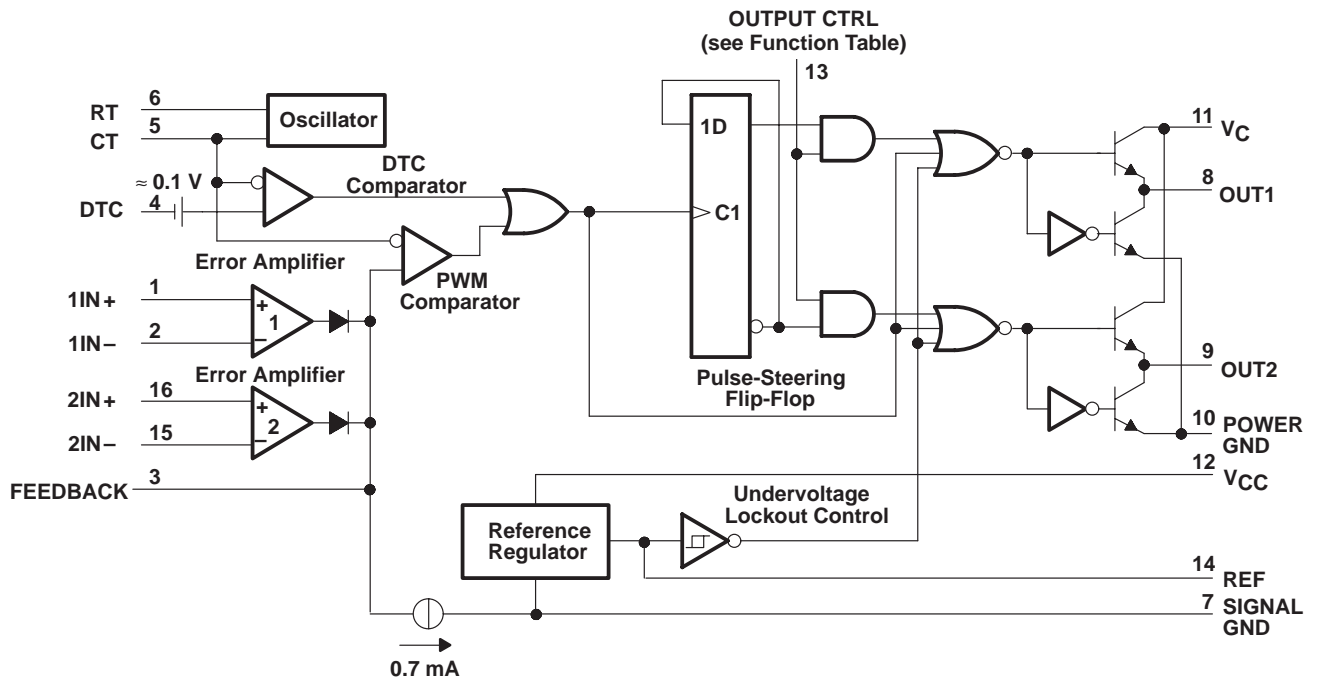 OUTPUT CTRL
(see Function Table)
13
RT
6
Oscillator
CT
5
DTC
Comparator
≈ 0.1 V
DTC
4
PWM
Comparator
1D
C1
Pulse-Steering
Flip-Flop
11
VC
8
OUT1
9
OUT2
10
POWER
GND
12
VCC
Error Amplifier
1IN+
1
+
1
−
1IN−
2
Error Amplifier
2IN+
16
+
2
−
2IN−
15
FEEDBACK
3
Undervoltage
Lockout Control
Reference
Regulator
14
REF
7
SIGNAL
GND
0.7 mA